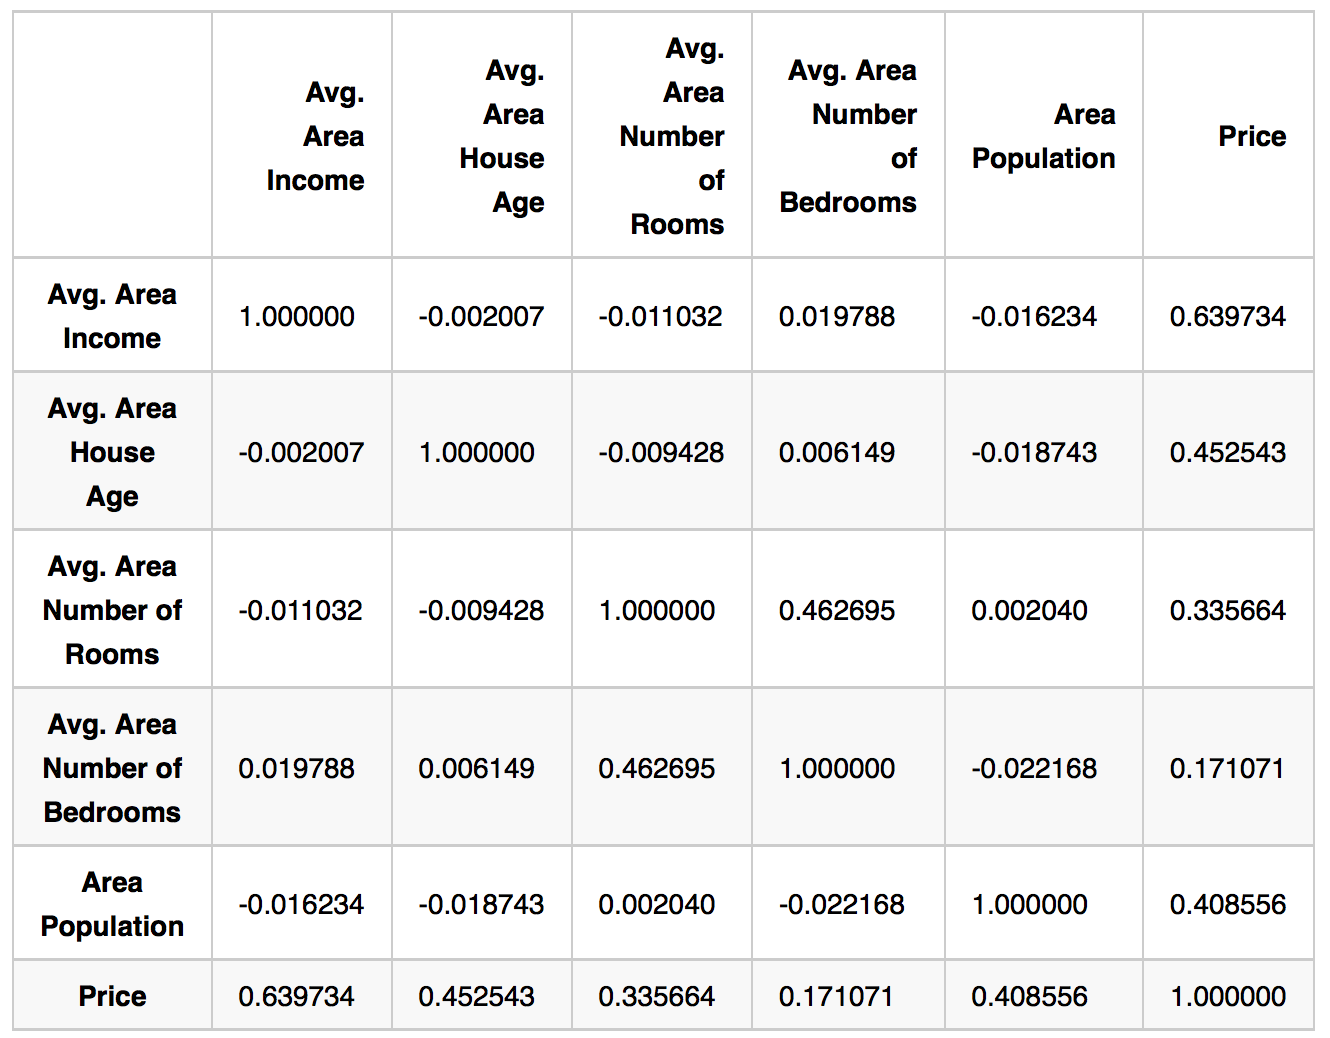 Avg. Area Income	Avg. Area House Age	Avg. Area Number of Rooms	Avg. Area Number of Bedrooms	Area Population	Price
Avg. Area Income	1.000000	-0.002007	-0.011032	0.019788	-0.016234	0.639734
Avg. Area House Age	-0.002007	1.000000	-0.009428	0.006149	-0.018743	0.452543
Avg. Area Number of Rooms	-0.011032	-0.009428	1.000000	0.462695	0.002040	0.335664
Avg. Area Number of Bedrooms	0.019788	0.006149	0.462695	1.000000	-0.022168	0.171071
Area Population	-0.016234	-0.018743	0.002040	-0.022168	1.000000	0.408556
Price	0.639734	0.452543	0.335664	0.171071	0.408556	1.000000